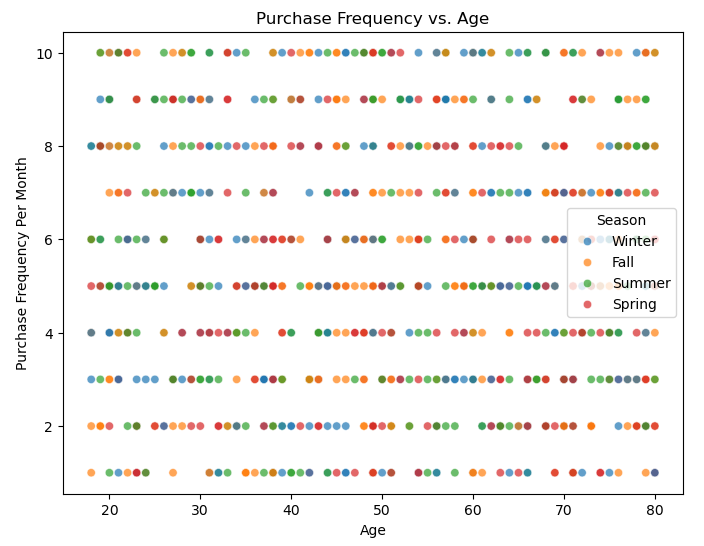 Purchase Frequency vs. Age
Purchase Frequency Per Month
10
8
6
4
2
Season
Winter
Fall
Summer
Spring
20 30 40 50 60 70 80
Age